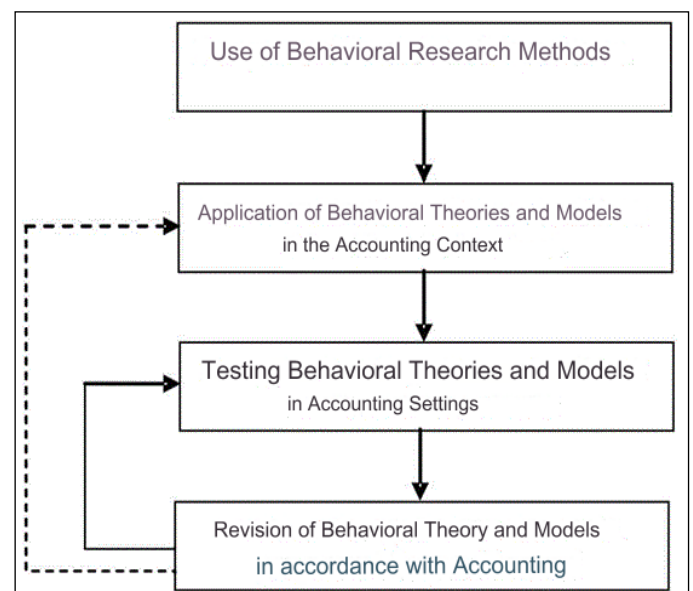 Use of Behavioral Research Methods
Application of Behavioral Theories and Models
in the Accounting Context
Testing Behavioral Theories and Models
in Accounting Settings
Revision of Behavioral Theory and Models
in accordance with Accounting